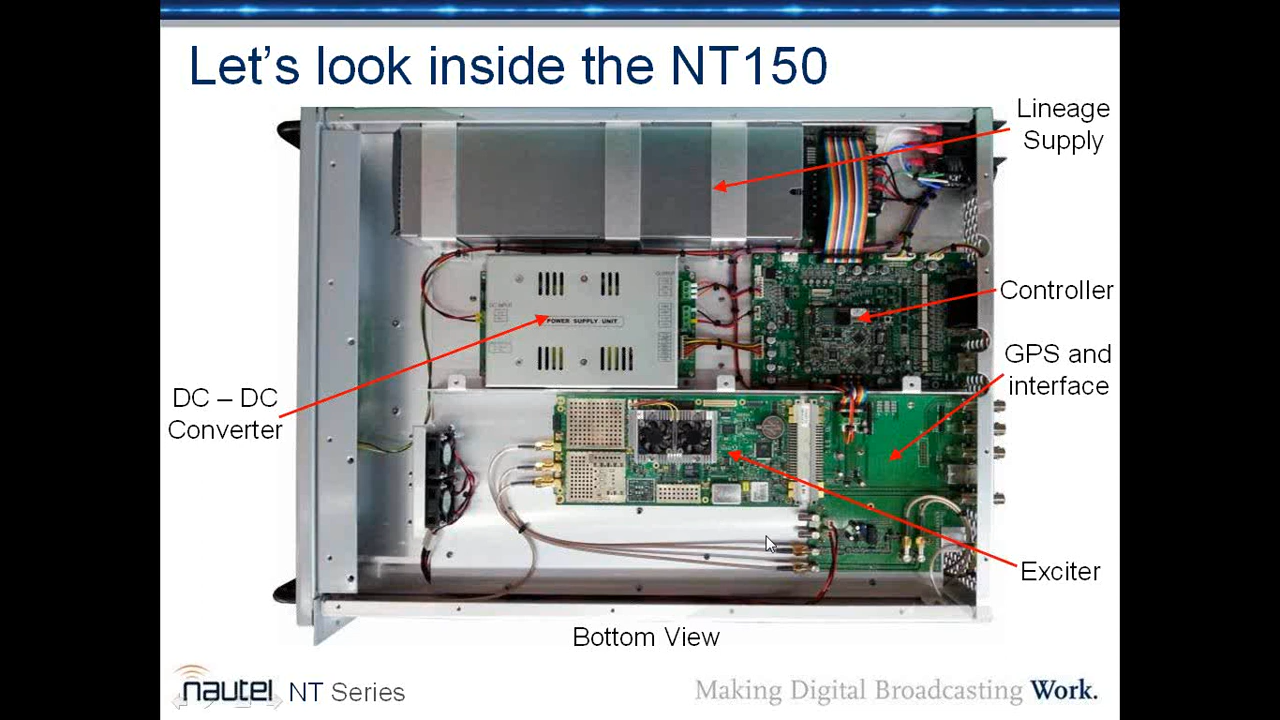 Let's look inside the NT150
Lineage
Supply
Controller
GPS and
interface
DC – DC
Converter
POWER SUPPLY UNIT
Exciter
Bottom View
nautel NT Series
Making Digital Broadcasting Work.